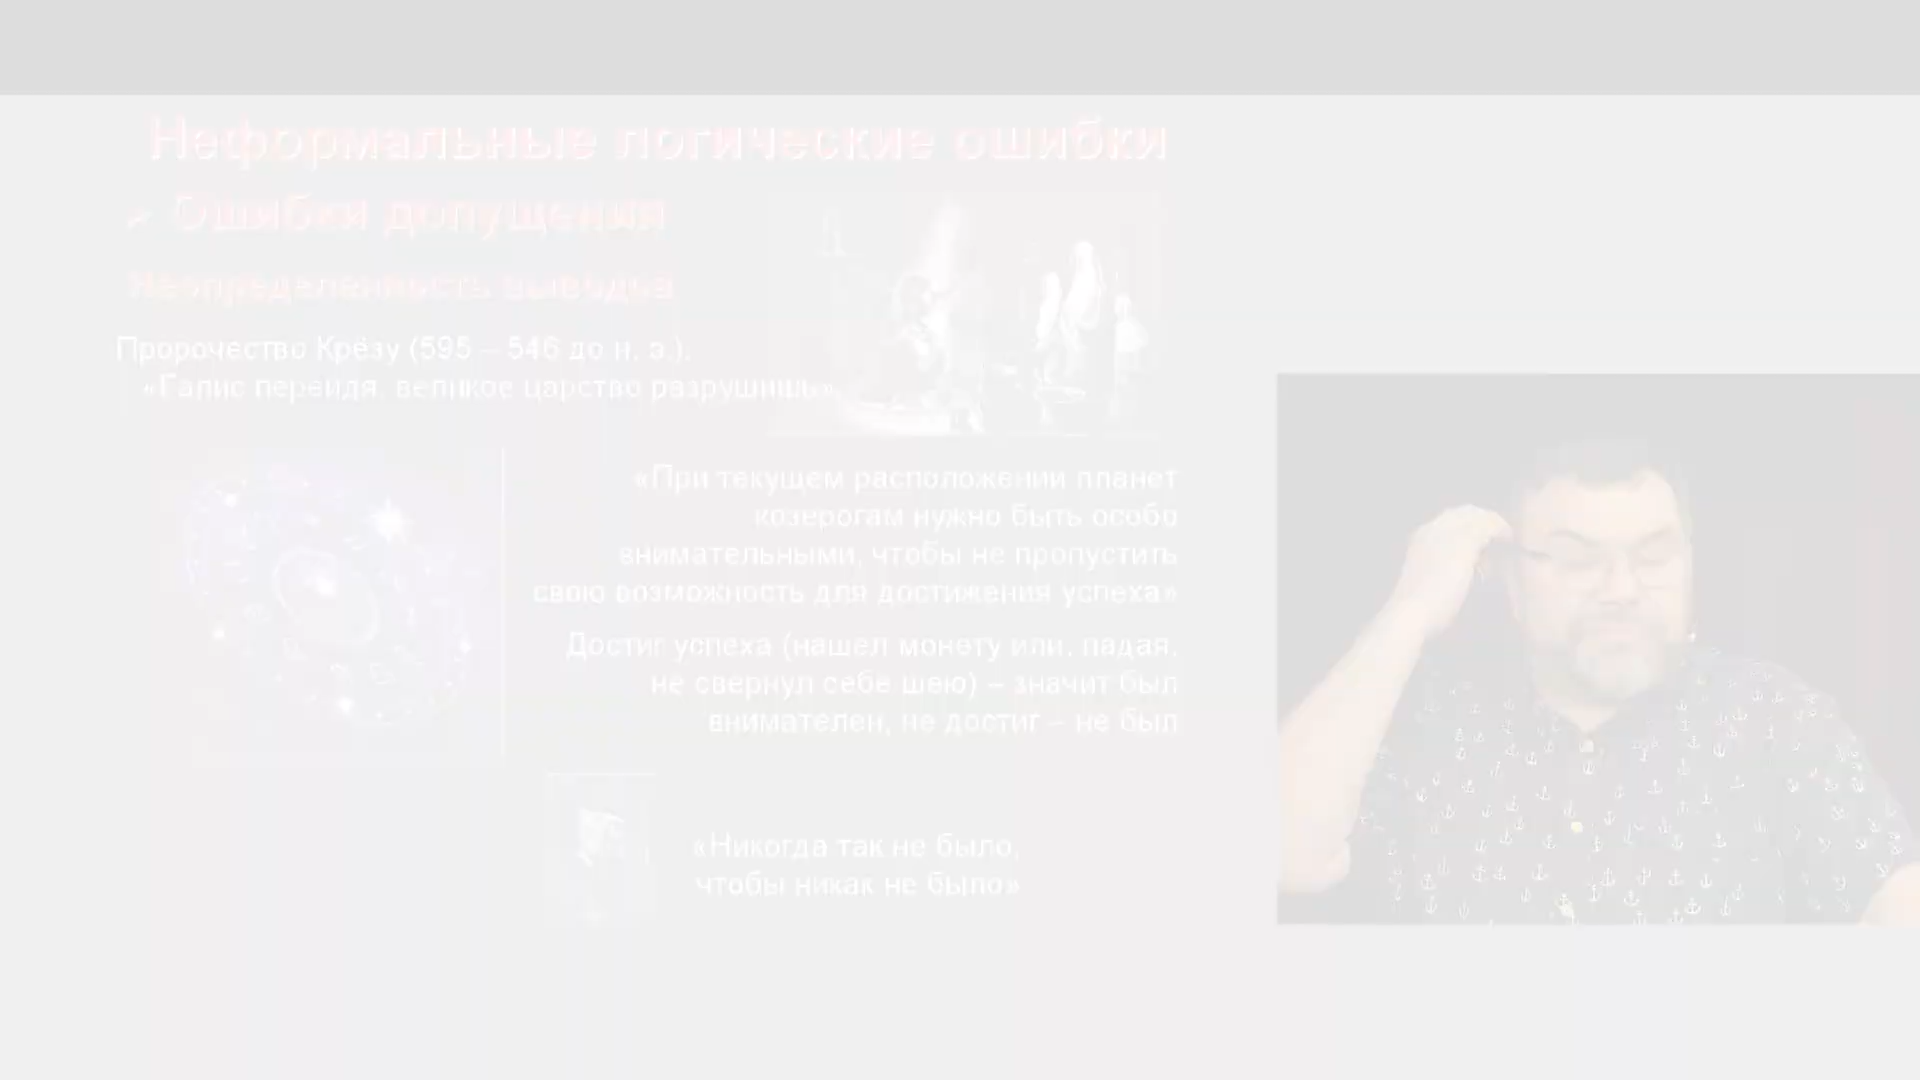 Неформальные логические ошибки
Ошибки допущения
Неопределенность выводов
Пророчество Крёзу (595 – 546 до н. э.):
«Галис перейдя, великое царство разрушишь»
«При текущем расположении планет
козерогам нужно быть особо
внимательными, чтобы не пропустить
свою возможность для достижения успеха»
Достиг успеха (нашел монету или, падая,
не свернул себе шею) – значит был
внимателен, не достиг – не был
«Никогда так не было,
чтобы никак не было»